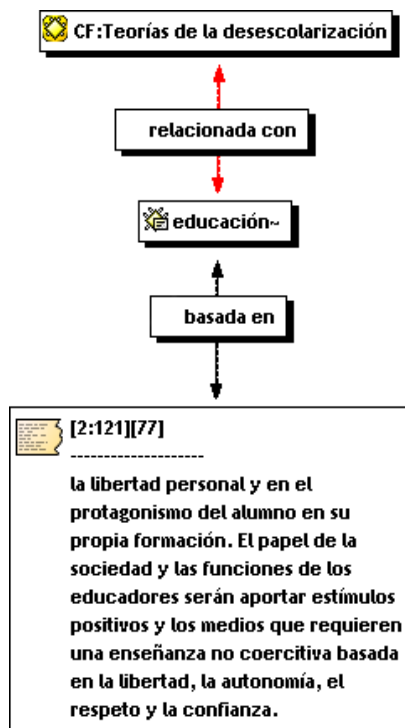 CF:Teorías de la desescolarización
relacionada con
educación~
basada en
[2:121][77]
--------------------
la libertad personal y en el
protagonismo del alumno en su
propia formación. El papel de la
sociedad y las funciones de los
educadores serán aportar estímulos
positivos y los medios que requieren
una enseñanza no coercitiva basada
en la libertad, la autonomía, el
respeto y la confianza.